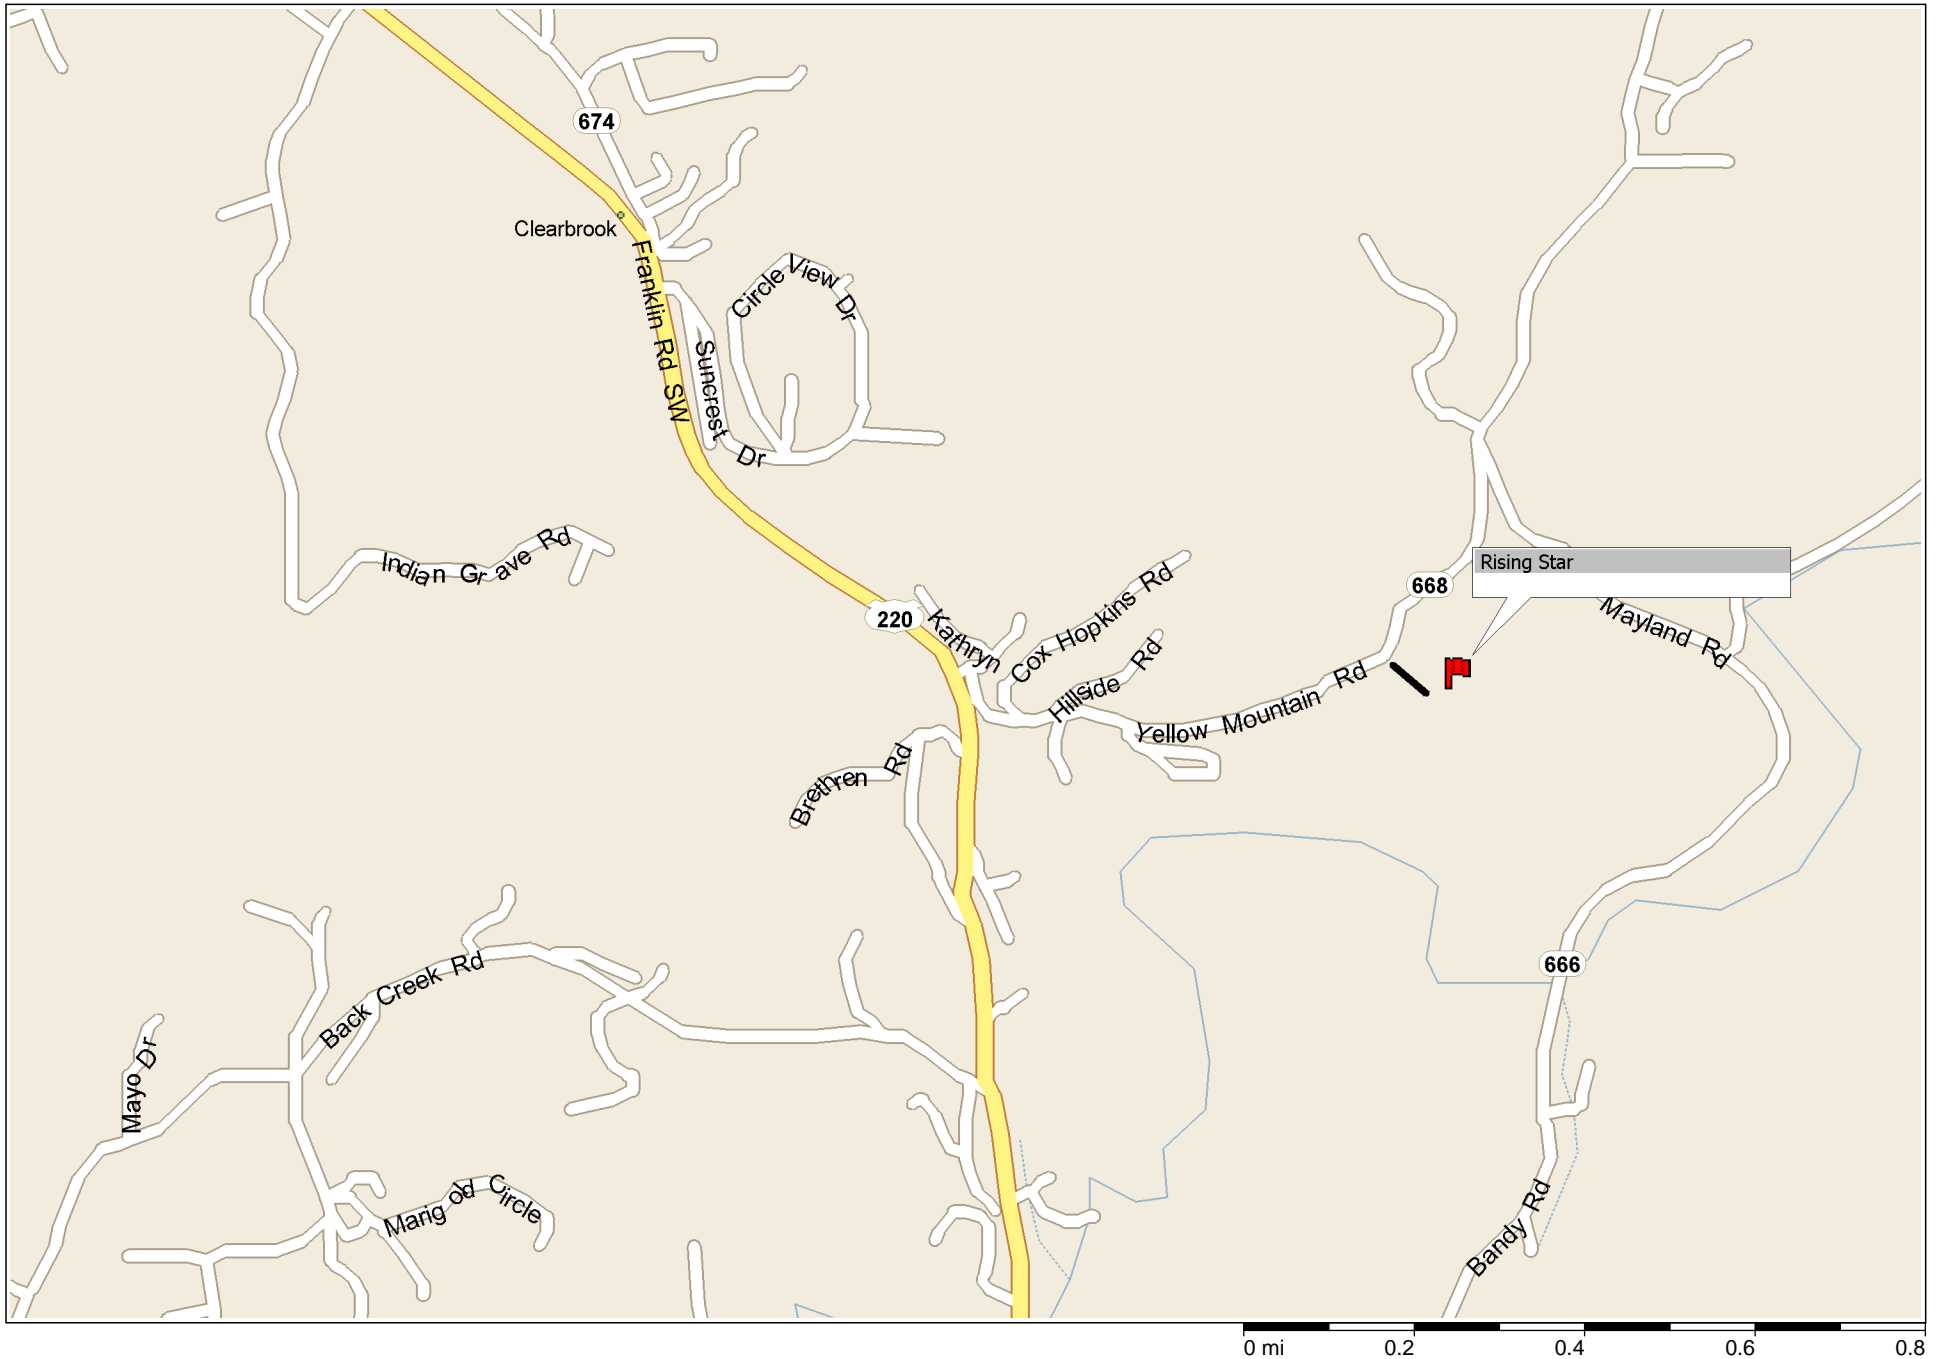 674
Clearbrook
Franklin Rd SW
Circle View Dr
Suncrest Dr
Indian Grave Rd
220
Kathryn
Cox Hopkins Rd
Hillside Rd
668
Rising Star
Mayland Rd
Yellow Mountain Rd
Brethren Rd
666
Back Creek Rd
Mayo Dr
Marigold Circle
Bandy Rd
0 mi 0.2 0.4 0.6 0.8